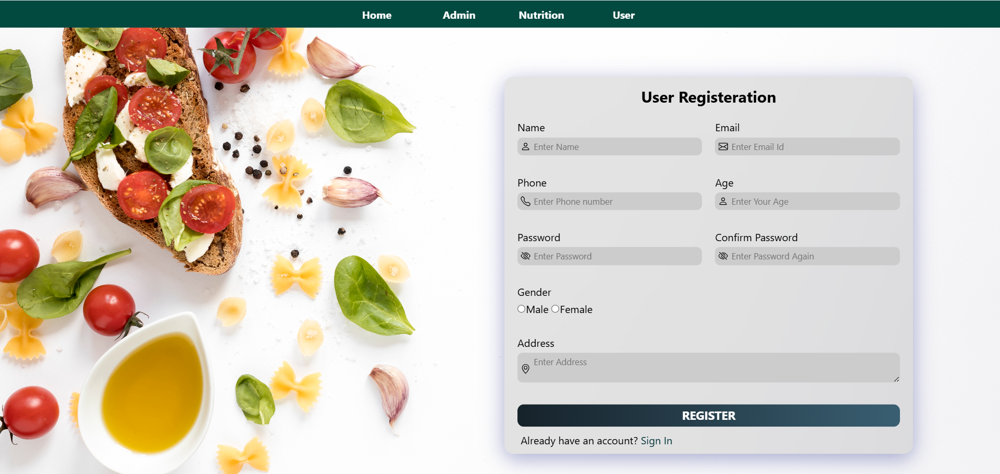 Home Admin Nutrition User
User Registeration
Name Email
Enter Name Enter Email Id
Phone Age
Enter Phone number Enter Your Age
Password Confirm Password
Enter Password Enter Password Again
Gender
Male Female
Address
Enter Address
REGISTER
Already have an account? Sign In